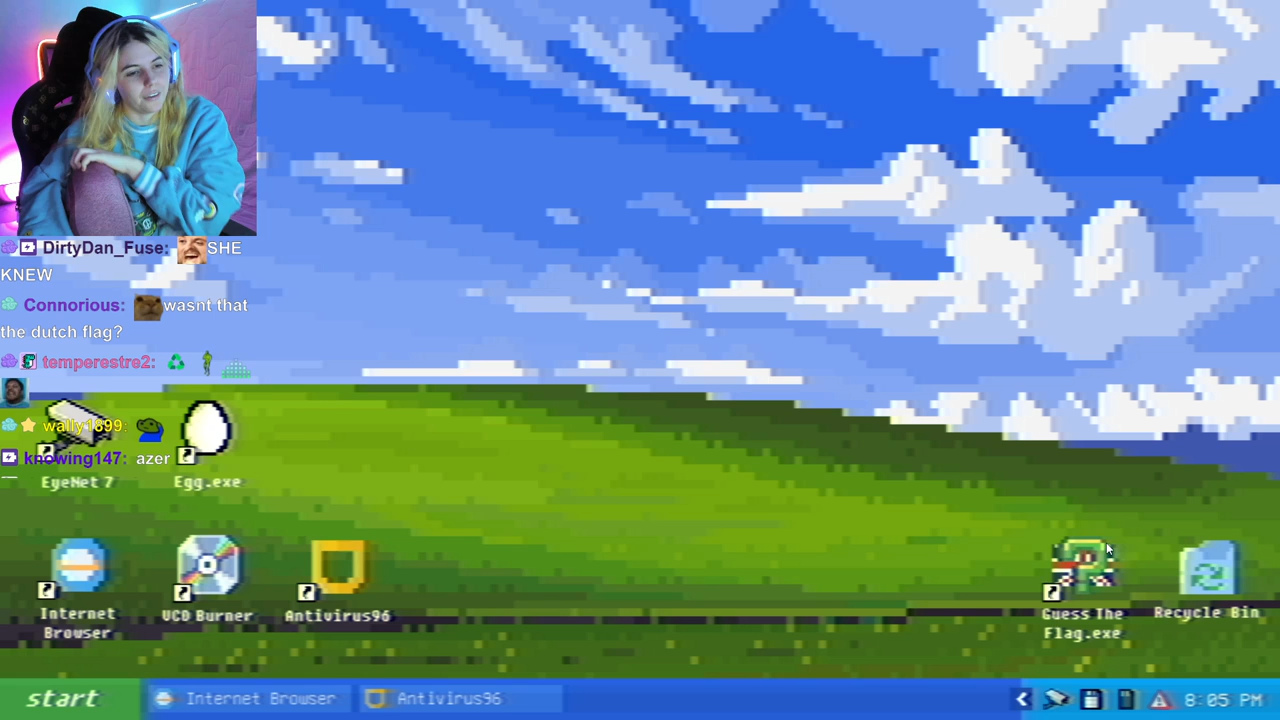 DirtyDan_Fuse: SHE
KNEW
Connorious: wasnt that
the dutch flag?
temperestre2:
wally1899:
knowing147: azer
EyeNet 7
Egg.exe
Internet
Browser
VCD Burner
Antivirus96
Guess The
Flag.exe
Recycle Bin
start
Internet Browser
Antivirus96
8:05 PM